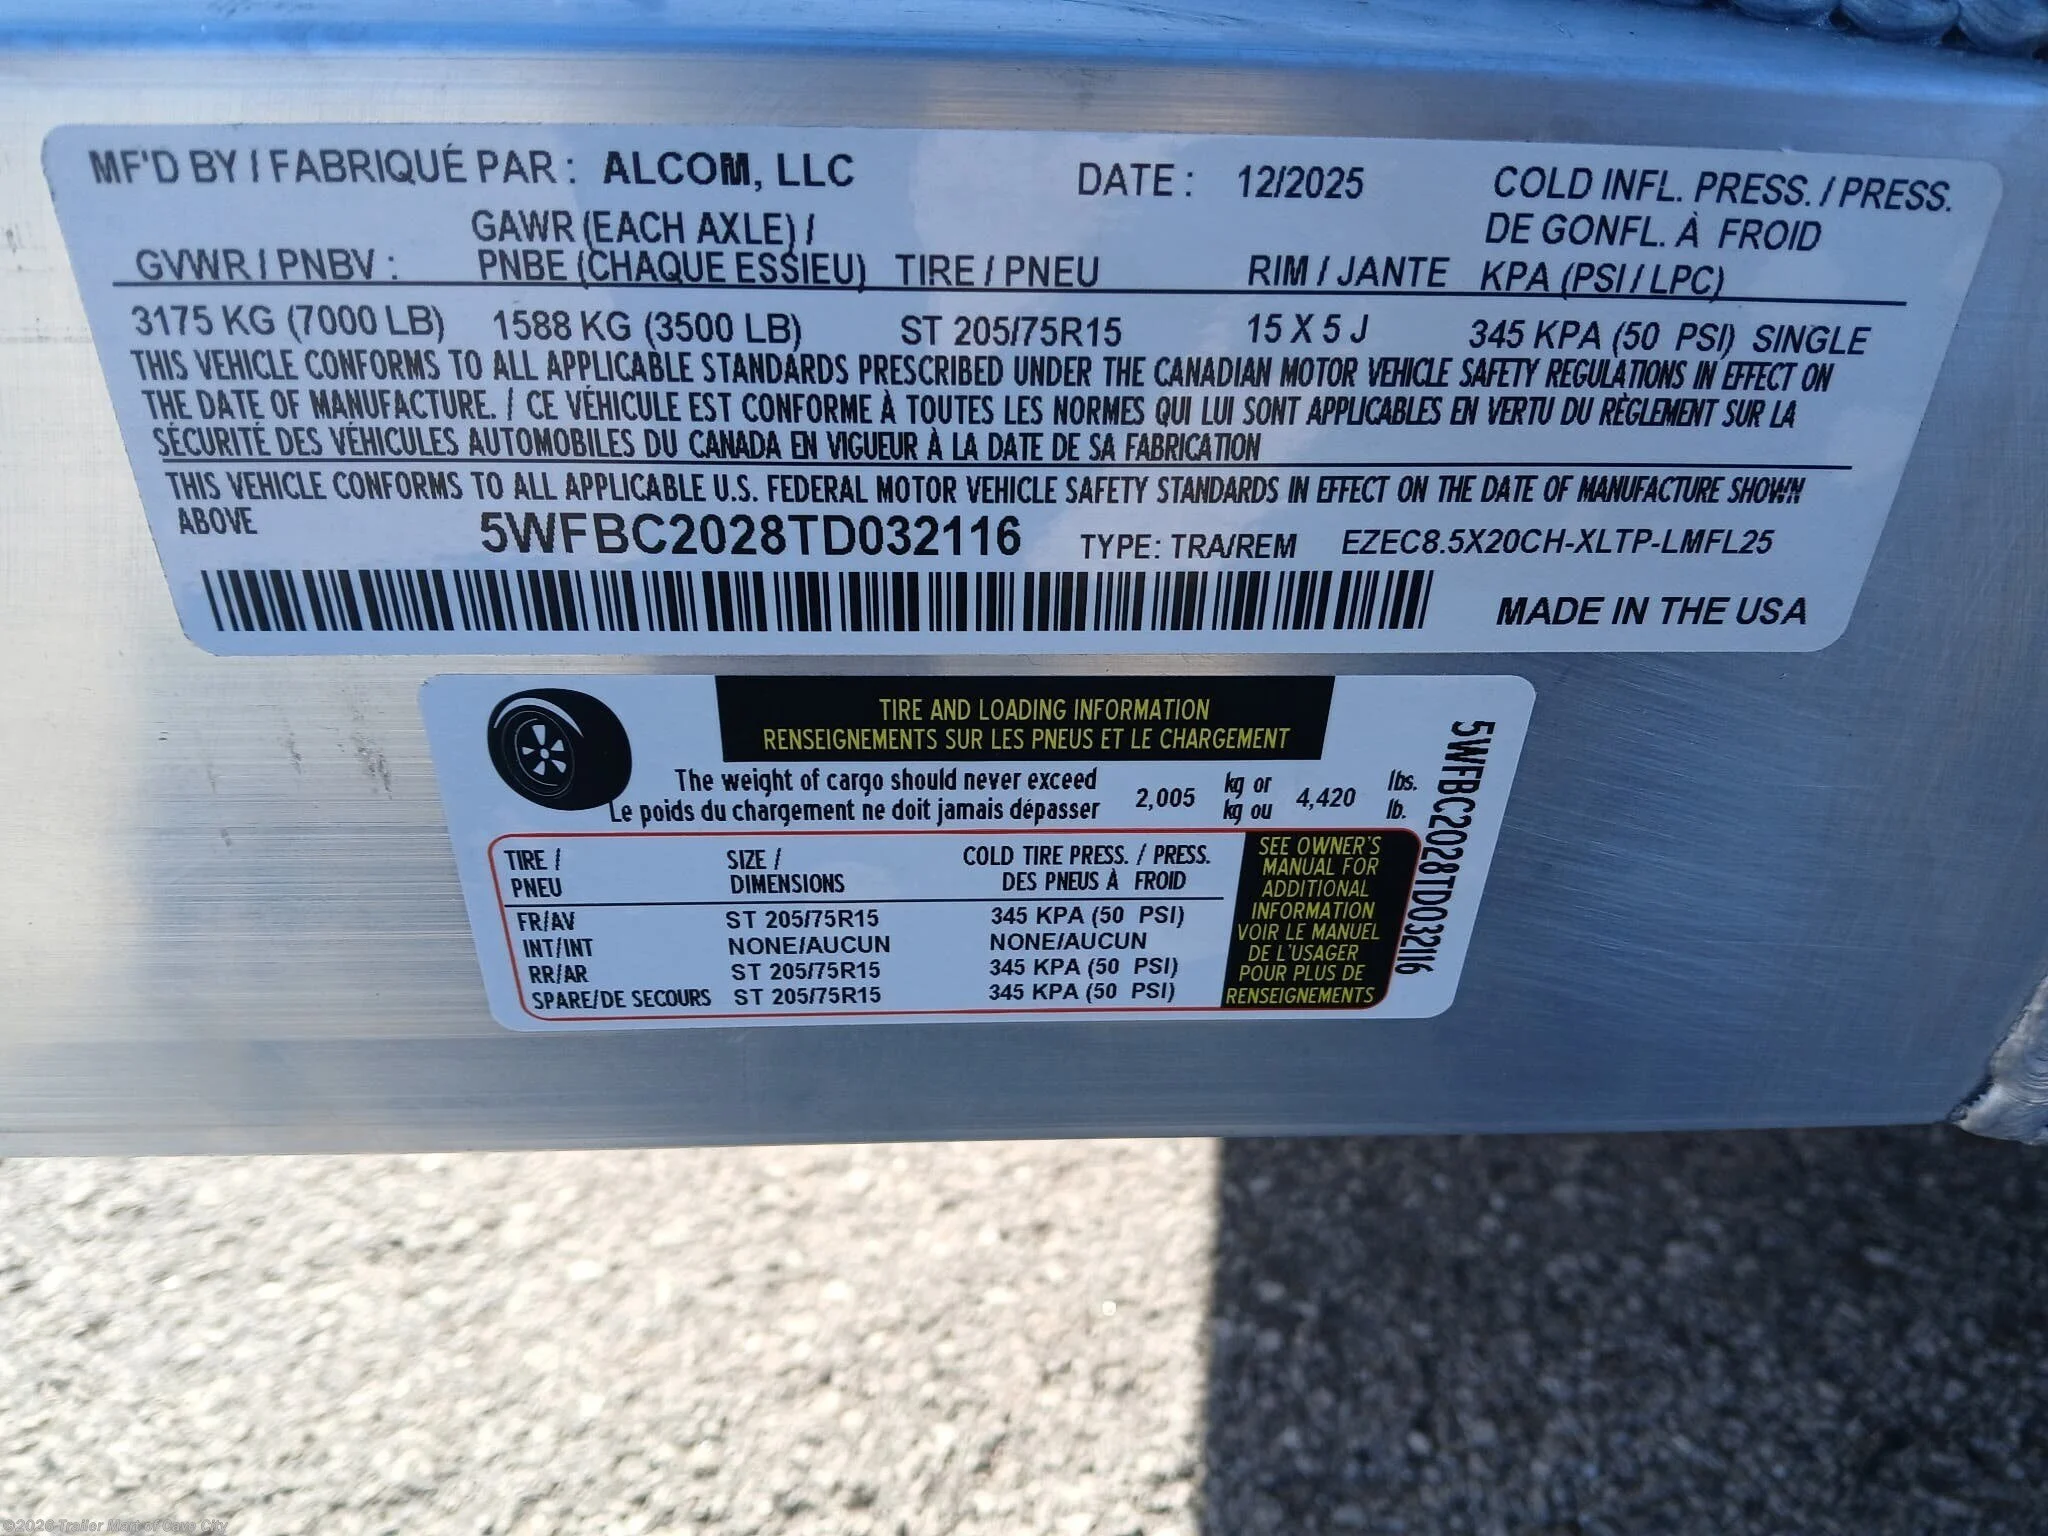 MF'D BY / FABRIQUÉ PAR : ALCOM, LLC DATE : 12/2025 COLD INFL. PRESS. / PRESS.
GAWR (EACH AXLE) / DE GONFL. À FROID
GVWR / PNBV : PNBE (CHAQUE ESSIEU) TIRE / PNEU RIM / JANTE KPA (PSI / LPC)
3175 KG (7000 LB) 1588 KG (3500 LB) ST 205/75R15 15 X 5 J 345 KPA (50 PSI) SINGLE
THIS VEHICLE CONFORMS TO ALL APPLICABLE STANDARDS PRESCRIBED UNDER THE CANADIAN MOTOR VEHICLE SAFETY REGULATIONS IN EFFECT ON
THE DATE OF MANUFACTURE. / CE VÉHICULE EST CONFORME À TOUTES LES NORMES QUI LUI SONT APPLICABLES EN VERTU DU RÈGLEMENT SUR LA
SÉCURITÉ DES VÉHICULES AUTOMOBILES DU CANADA EN VIGUEUR À LA DATE DE SA FABRICATION
THIS VEHICLE CONFORMS TO ALL APPLICABLE U.S. FEDERAL MOTOR VEHICLE SAFETY STANDARDS IN EFFECT ON THE DATE OF MANUFACTURE SHOWN
ABOVE 5WFBC2028TD032116 TYPE: TRA/REM EZEC8.5X20CH-XLTP-LMFL25
MADE IN THE USA
TIRE AND LOADING INFORMATION
RENSEIGNEMENTS SUR LES PNEUS ET LE CHARGEMENT
The weight of cargo should never exceed 2,005 kg or 4,420 lbs.
Le poids du chargement ne doit jamais dépasser kg ou lb.
TIRE / SIZE / COLD TIRE PRESS. / PRESS.
PNEU DIMENSIONS DES PNEUS À FROID
FR/AV ST 205/75R15 345 KPA (50 PSI)
INT/INT NONE/AUCUN NONE/AUCUN
RR/AR ST 205/75R15 345 KPA (50 PSI)
SPARE/DE SECOURS ST 205/75R15 345 KPA (50 PSI)
SEE OWNER'S
MANUAL FOR
ADDITIONAL
INFORMATION
VOIR LE MANUEL
DE L'USAGER
POUR PLUS DE
RENSEIGNEMENTS
5WFBC2028TD032116
©2026 Trailer Mart of Cave City